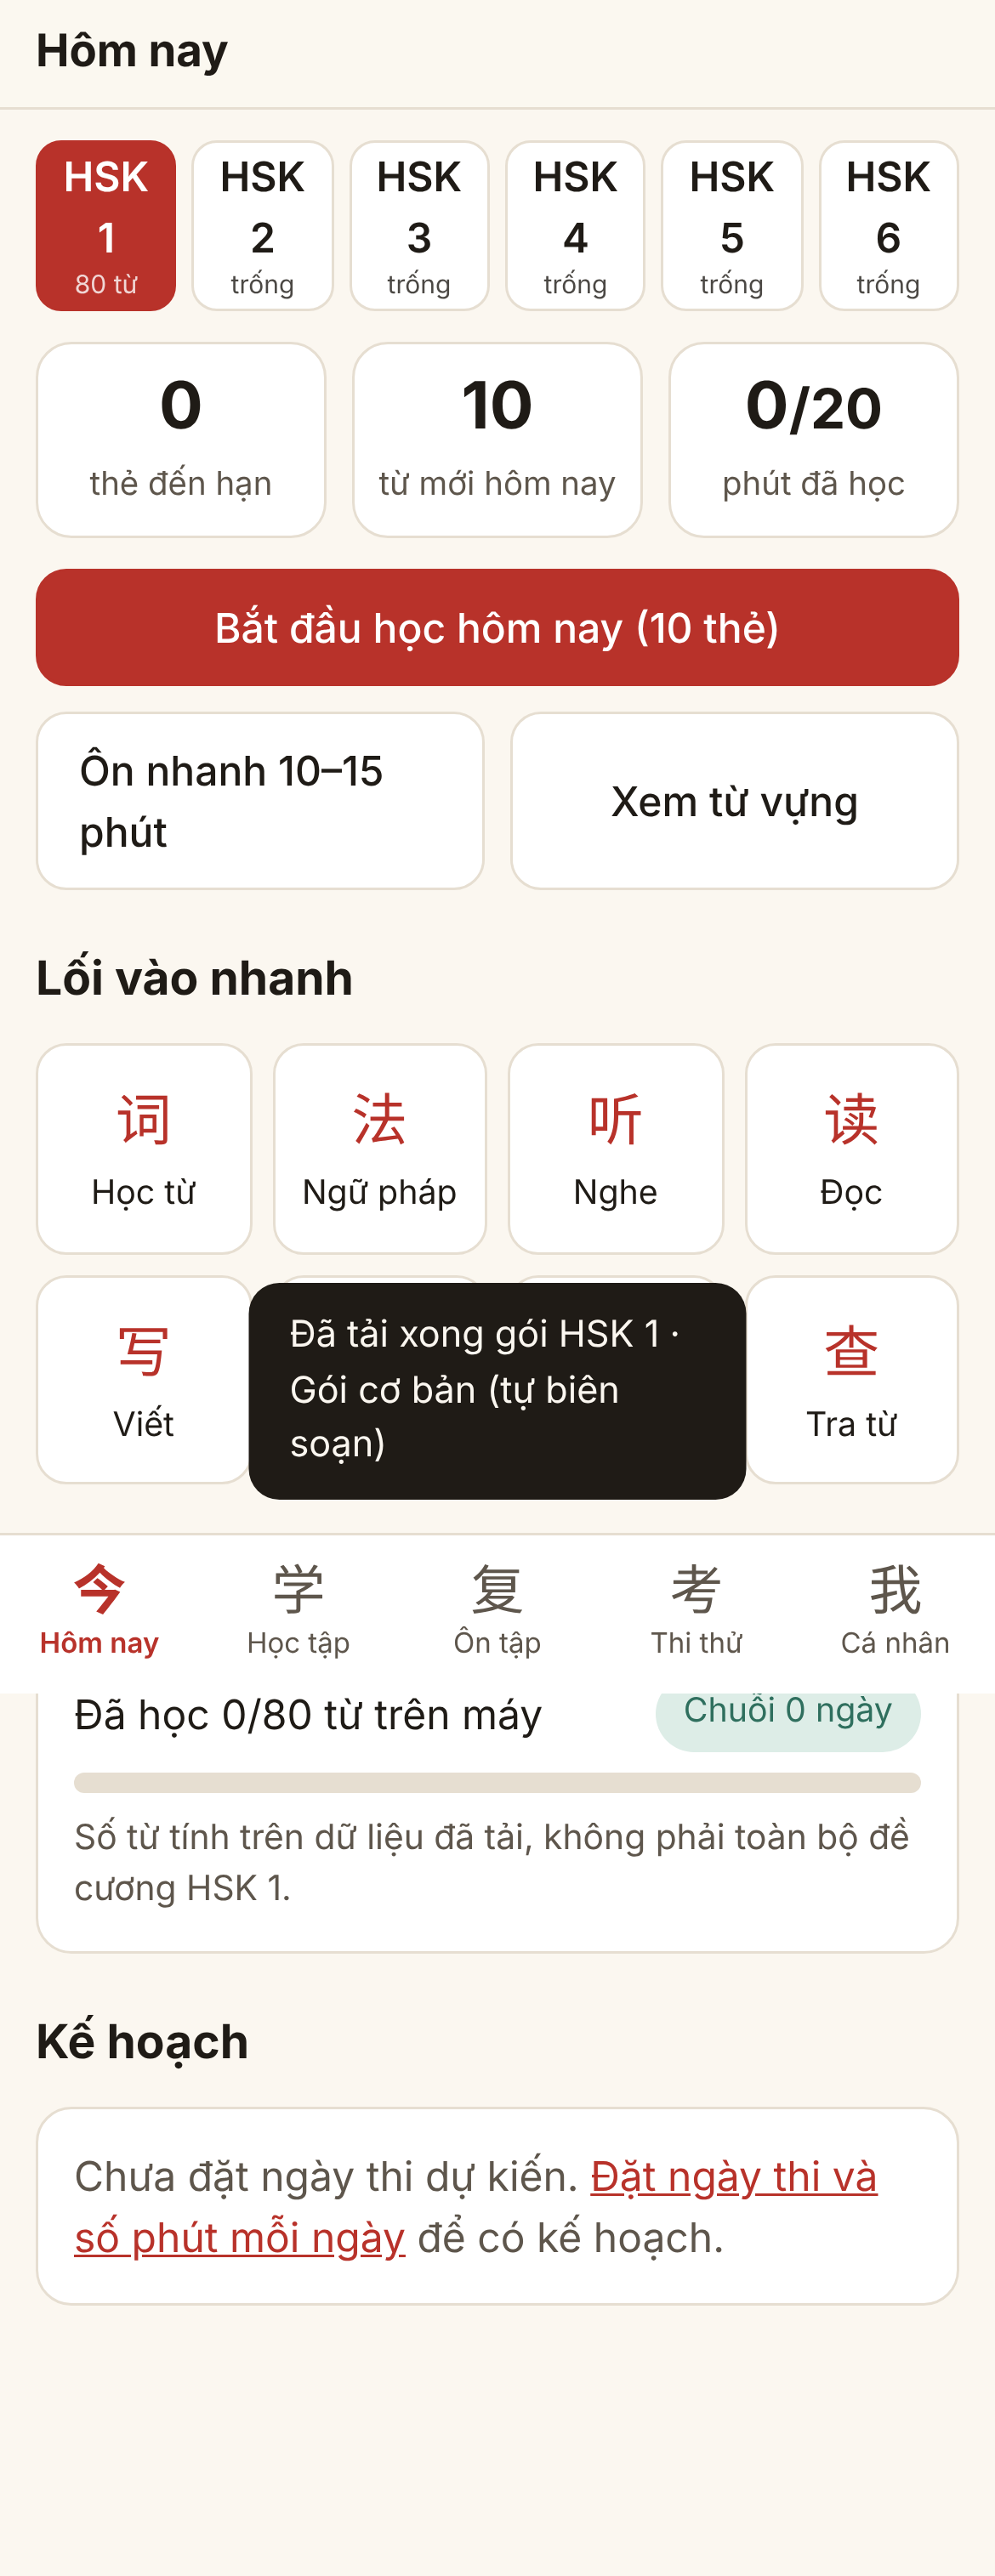 Hôm nay
HSK
1
80 từ
HSK
2
trống
HSK
3
trống
HSK
4
trống
HSK
5
trống
HSK
6
trống
0
thẻ đến hạn
10
từ mới hôm nay
0/20
phút đã học
Bắt đầu học hôm nay (10 thẻ)
Ôn nhanh 10–15
phút
Xem từ vựng
Lối vào nhanh
词
Học từ
法
Ngữ pháp
听
Nghe
读
Đọc
写
Viết
Đã tải xong gói HSK 1 ·
Gói cơ bản (tự biên
soạn)
查
Tra từ
今
Hôm nay
学
Học tập
复
Ôn tập
考
Thi thử
我
Cá nhân
Đã học 0/80 từ trên máy
Chuỗi 0 ngày
Số từ tính trên dữ liệu đã tải, không phải toàn bộ đề
cương HSK 1.
Kế hoạch
Chưa đặt ngày thi dự kiến. Đặt ngày thi và
số phút mỗi ngày để có kế hoạch.